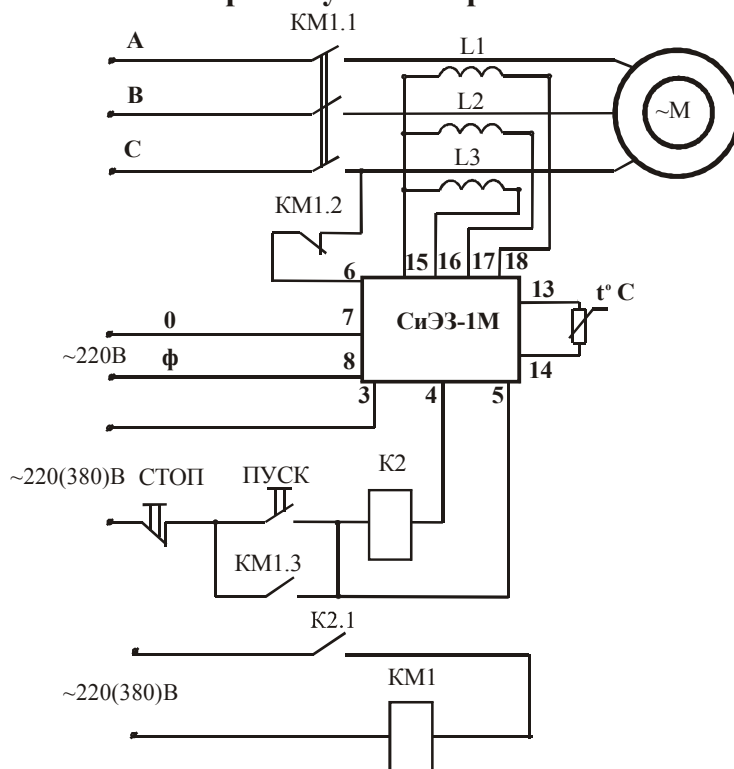 КМ1.1
А
L1
В
L2
~М
С
L3
КМ1.2
6
15
16
17
18
13
t° С
СиЭЗ-1М
0
7
~220В
ф
8
14
3
4
5
~220(380)В
СТОП
ПУСК
К2
КМ1.3
К2.1
КМ1
~220(380)В